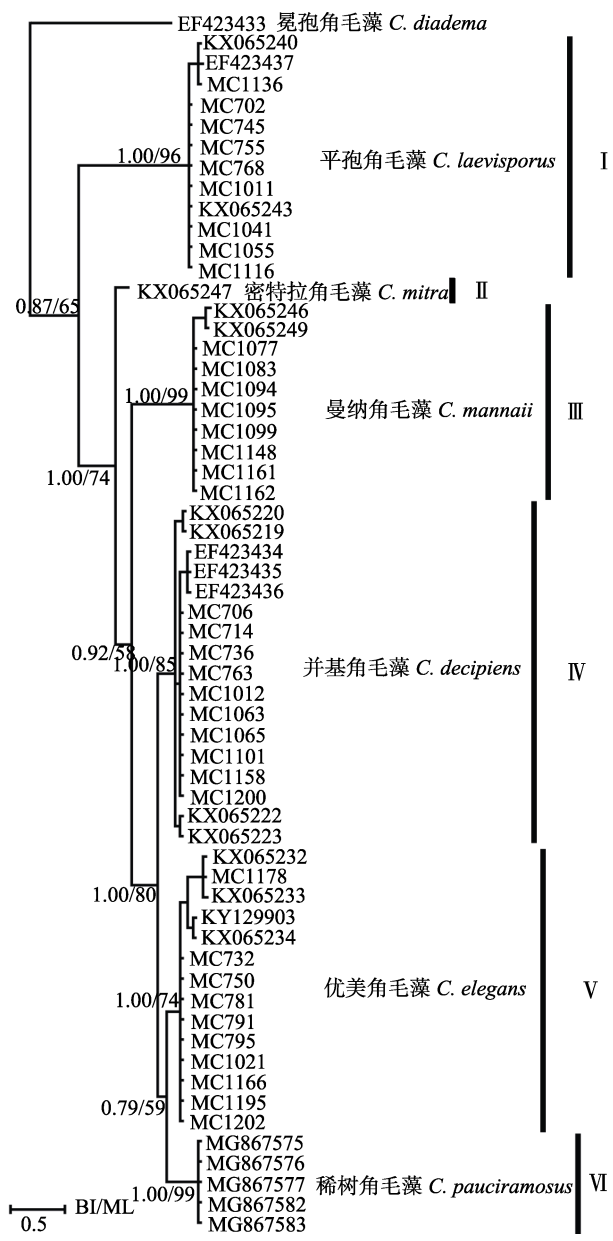 EF423433 冕孢角毛藻 C. diadema
KX065240
EF423437
MC1136
MC702
MC745
MC755
1.00/96
平孢角毛藻 C. laevisporus
I
MC768
MC1011
KX065243
MC1041
MC1055
MC1116
KX065247 密特拉角毛藻 C. mitra
II
0.87/65
KX065246
KX065249
MC1077
MC1083
MC1094
1.00/99
MC1095
曼纳角毛藻 C. mannaii
III
MC1099
MC1148
MC1161
1.00/74
MC1162
KX065220
KX065219
EF423434
EF423435
EF423436
MC706
MC714
MC736
0.92/58
1.00/85
MC763
并基角毛藻 C. decipiens
IV
MC1012
MC1063
MC1065
MC1101
MC1158
MC1200
KX065222
KX065223
KX065232
MC1178
1.00/80
KX065233
KY129903
KX065234
MC732
MC750
1.00/74
MC781
优美角毛藻 C. elegans
V
MC791
MC795
MC1021
MC1166
0.79/59
MC1195
MC1202
MG867575
MG867576
MG867577
稀树角毛藻 C. pauciramosus
VI
1.00/99
MG867582
MG867583
BI/ML
0.5